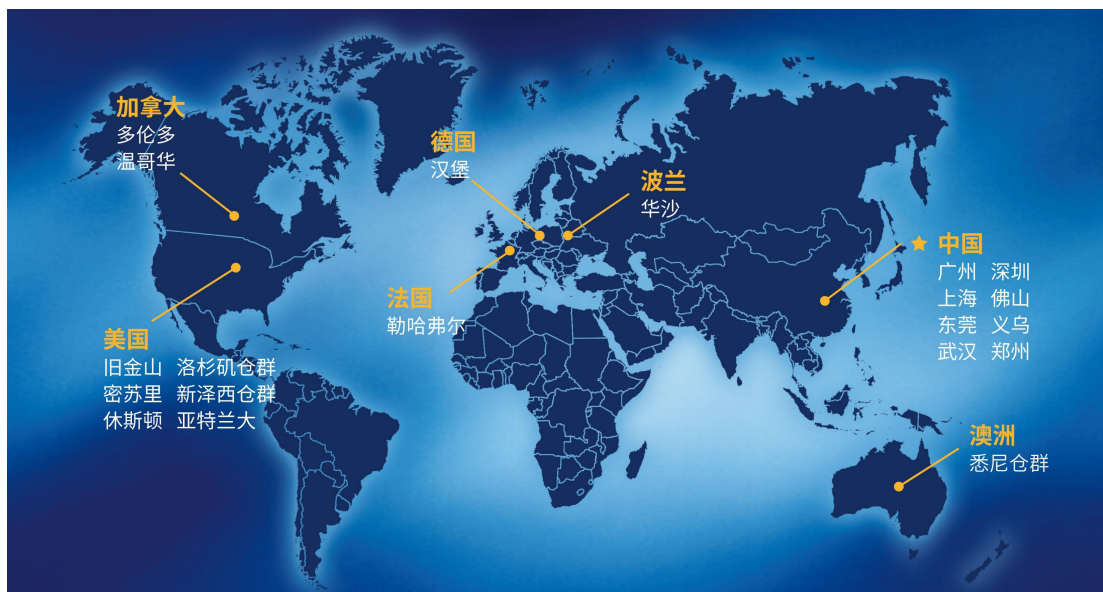 加拿大
多伦多
温哥华
德国
汉堡
波兰
华沙
中国
广州 深圳
上海 佛山
东莞 义乌
武汉 郑州
法国
勒哈弗尔
美国
旧金山 洛杉矶仓群
密苏里 新泽西仓群
休斯顿 亚特兰大
澳洲
悉尼仓群